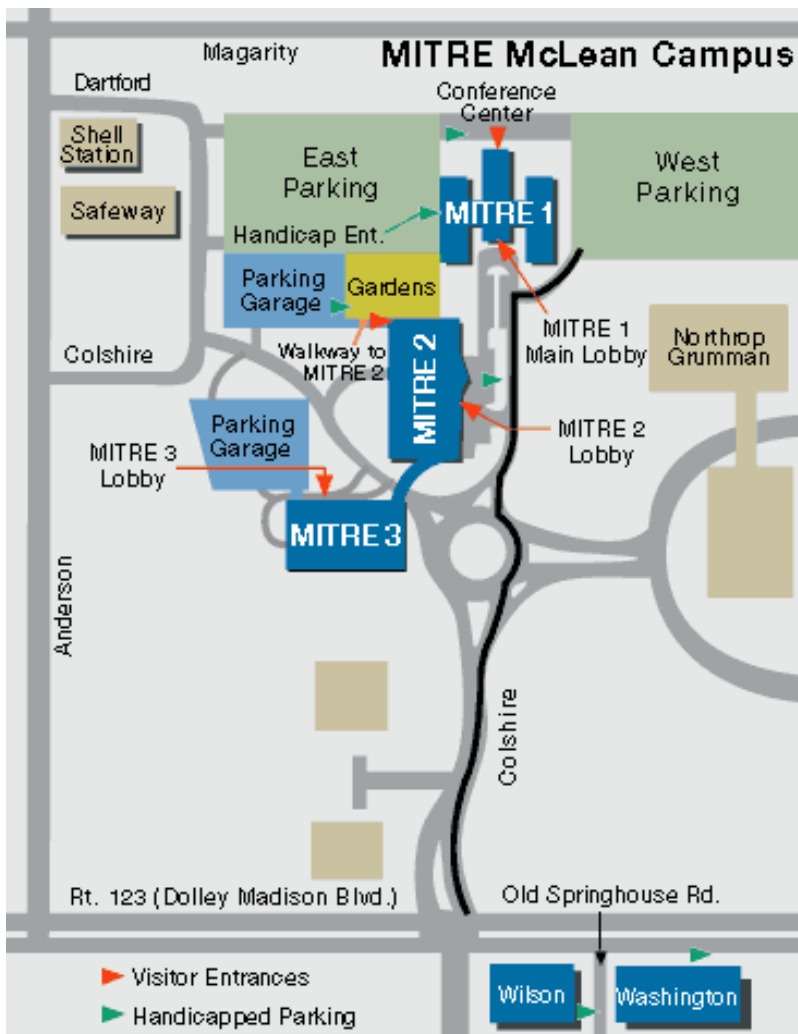 Magarity
MITRE McLean Campus
Dartford
Conference
Center
Shell
Station
East
Parking
West
Parking
Safeway
MITRE 1
Handicap Ent.
Parking
Garage
Gardens
MITRE 1
Main Lobby
Northrop
Grumman
Colshire
Walkway to
MITRE 2
MITRE 2
Parking
Garage
MITRE 2
Lobby
MITRE 3
Lobby
MITRE 3
Anderson
Colshire
Rt. 123 (Dolley Madison Blvd.)
Old Springhouse Rd.
Visitor Entrances
Handicapped Parking
Wilson
Washington